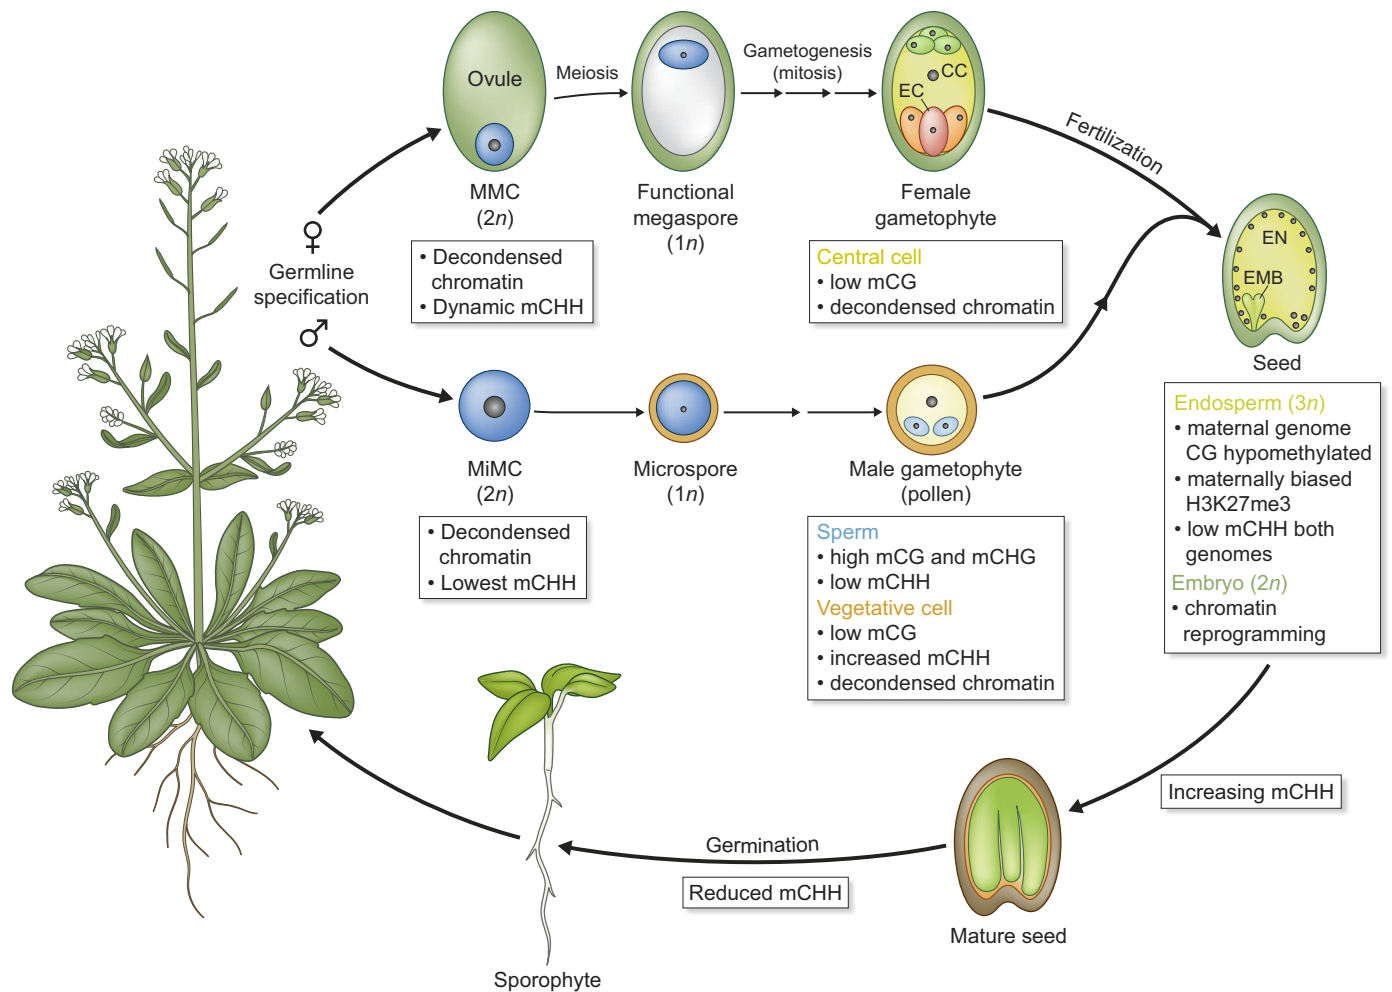 Ovule
MMC
(2n)
• Decondensed
chromatin
• Dynamic mCHH
Meiosis
Functional
megaspore
(1n)
Gametogenesis
(mitosis)
CC
EC
Female
gametophyte
Central cell
• low mCG
• decondensed chromatin
Fertilization
♀
Germline
specification
♂
MiMC
(2n)
• Decondensed
chromatin
• Lowest mCHH
Microspore
(1n)
Male gametophyte
(pollen)
Sperm
• high mCG and mCHG
• low mCHH
Vegetative cell
• low mCG
• increased mCHH
• decondensed chromatin
EN
EMB
Seed
Endosperm (3n)
• maternal genome
CG hypomethylated
• maternally biased
H3K27me3
• low mCHH both
genomes
Embryo (2n)
• chromatin
reprogramming
Increasing mCHH
Mature seed
Germination
Reduced mCHH
Sporophyte